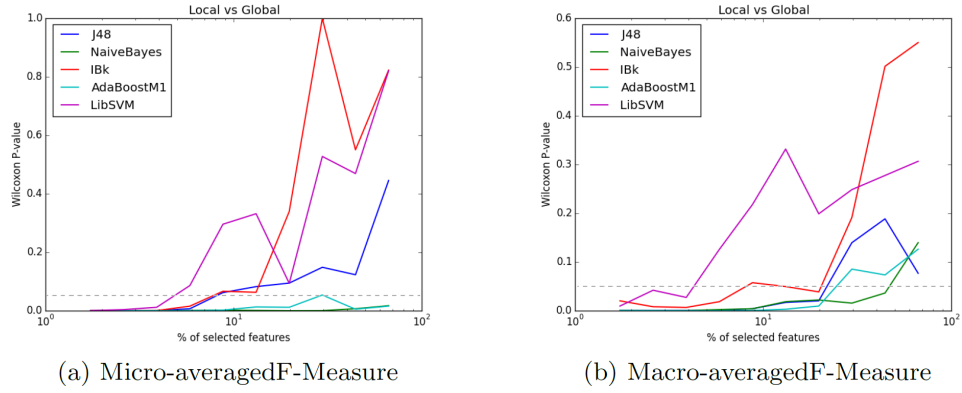 Local vs Global
Wilcoxon P-value
1.0
0.8
0.6
0.4
0.2
0.0
J48
NaiveBayes
IBk
AdaBoostM1
LibSVM
10^0
10^1
10^2
% of selected features
(a) Micro-averagedF-Measure
Local vs Global
Wilcoxon P-value
0.6
0.5
0.4
0.3
0.2
0.1
0.0
J48
NaiveBayes
IBk
AdaBoostM1
LibSVM
10^0
10^1
10^2
% of selected features
(b) Macro-averagedF-Measure